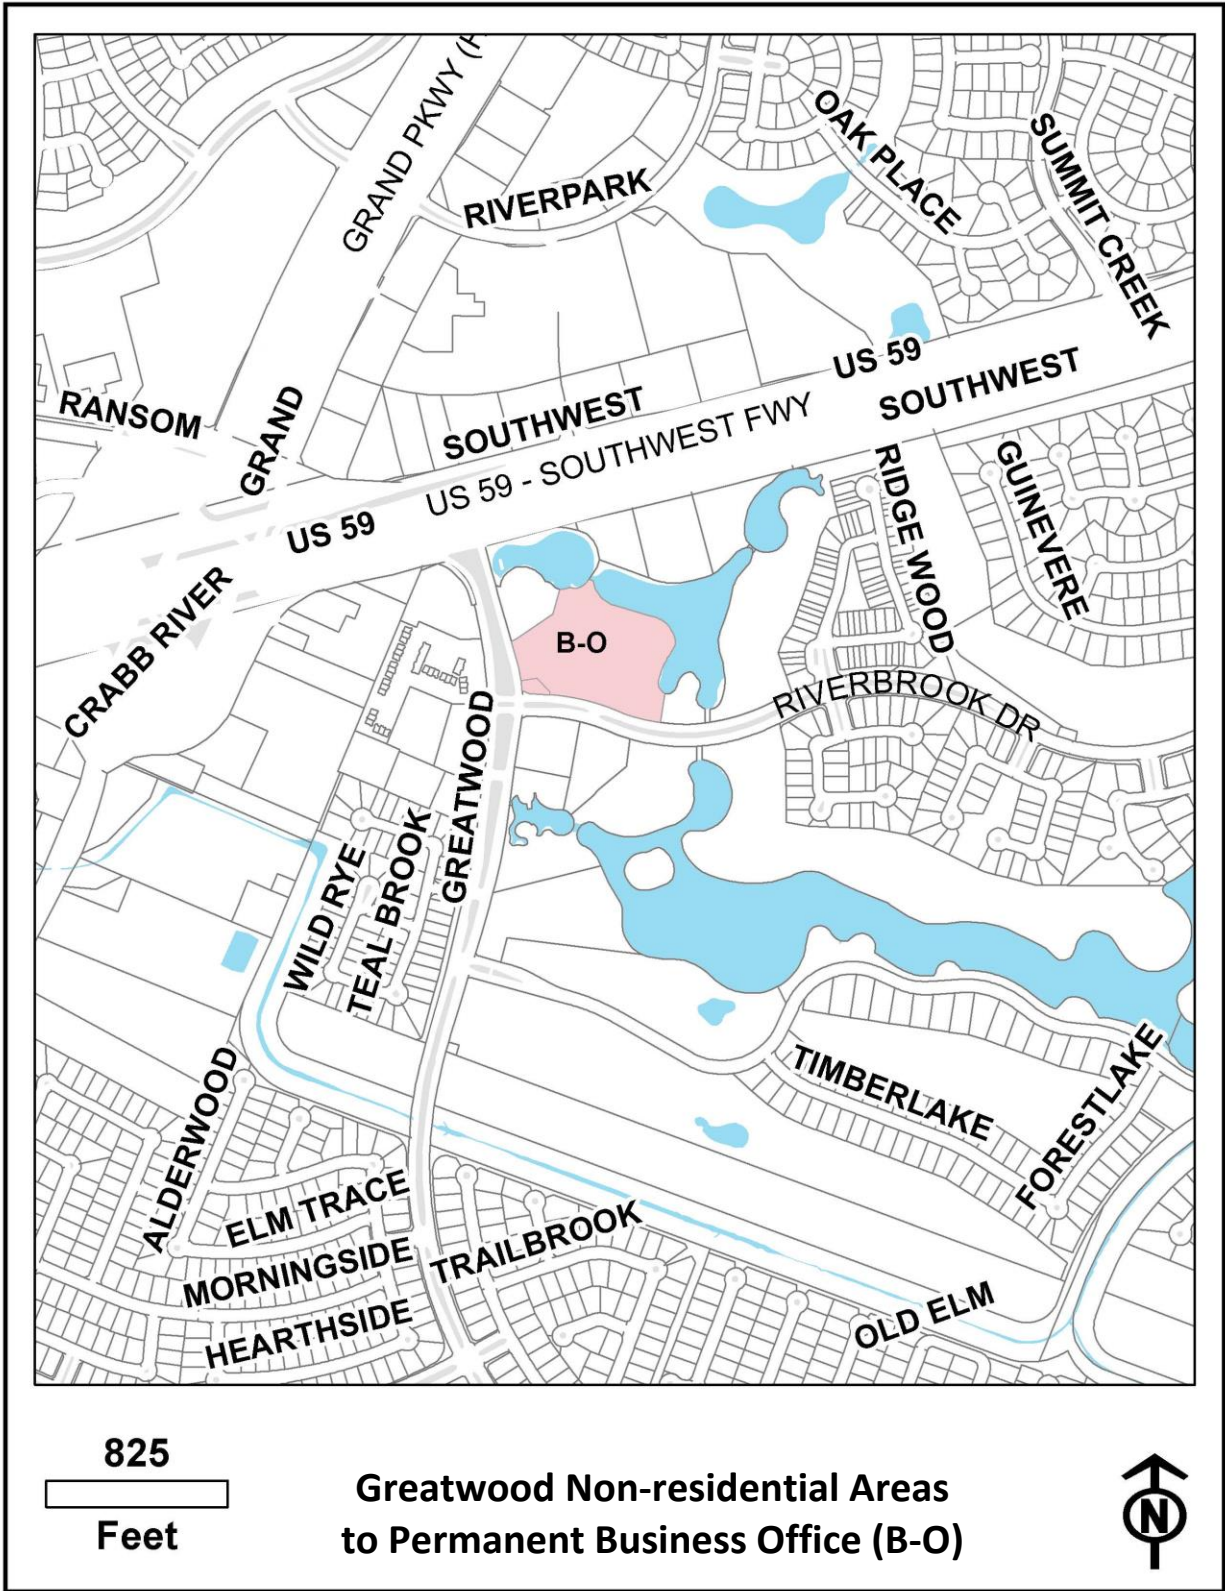 GRAND PKWY (
OAK PLACE
SUMMIT CREEK
RIVERPARK
US 59
SOUTHWEST
RANSOM
GRAND
SOUTHWEST
US 59 - SOUTHWEST FWY
RIDGE WOOD
GUINEVERE
US 59
CRABB RIVER
B-O
RIVERBROOK DR
GREATWOOD
WILD RYE
TEAL BROOK
ALDERWOOD
TIMBERLAKE
FORESTLAKE
ELM TRACE
MORNINGSIDE
TRAILBROOK
HEARTHSIDE
OLD ELM
825
Feet
Greatwood Non-residential Areas
to Permanent Business Office (B-O)
N